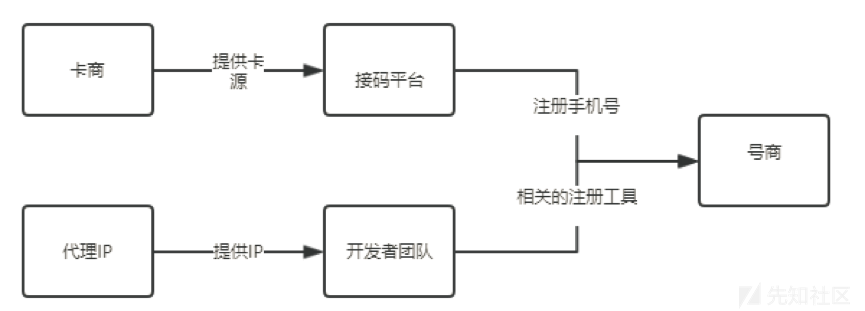 卡商
提供卡
源
接码平台
注册手机号
号商
相关的注册工具
代理IP
提供IP
开发者团队
先知社区